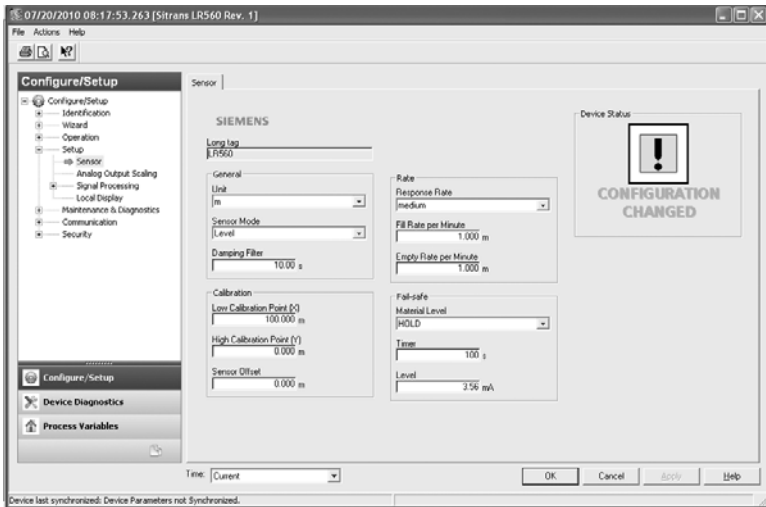 07/20/2010 08:17:53.263 [Sitrans LR560 Rev. 1]
File Actions Help
Configure/Setup
Configure/Setup
Identification
Wizard
Operation
Setup
Sensor
Analog Output Scaling
Signal Processing
Local Display
Maintenance & Diagnostics
Communication
Security
Configure/Setup
Device Diagnostics
Process Variables
Sensor
SIEMENS
Long tag
LR560
General
Unit
m
Sensor Mode
Level
Damping Filter
10.00 s
Calibration
Low Calibration Point (X)
100.000 m
High Calibration Point (Y)
0.000 m
Sensor Offset
0.000 m
Rate
Response Rate
medium
Fill Rate per Minute
1.000 m
Empty Rate per Minute
1.000 m
Fail-safe
Material Level
HOLD
Timer
100 s
Level
3.56 mA
Device Status
!
CONFIGURATION
CHANGED
Time: Current
OK Cancel Apply Help
Device last synchronized: Device Parameters not Synchronized.